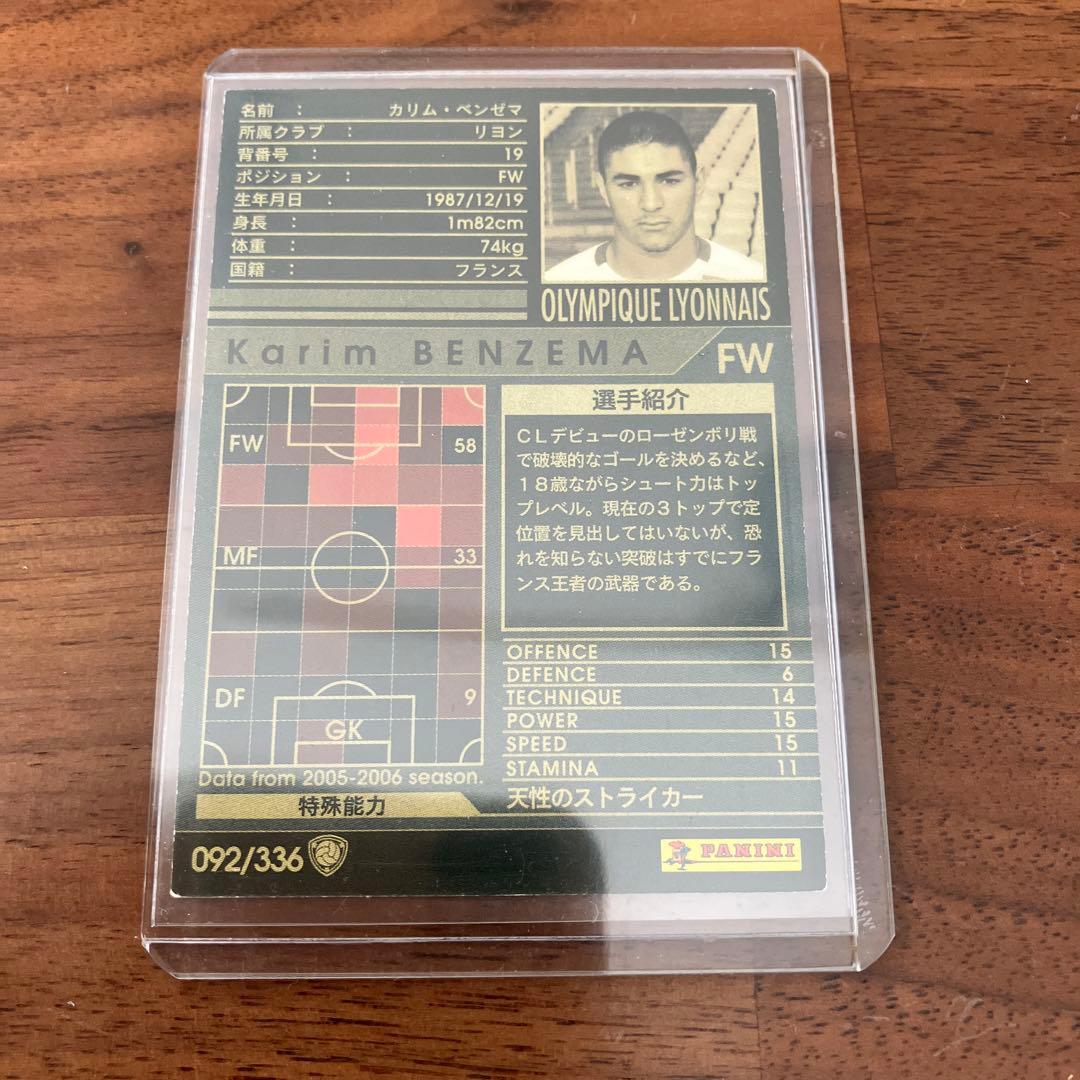 名前 : カリム・ベンゼマ
所属クラブ : リヨン
背番号 : 19
ポジション : FW
生年月日 : 1987/12/19
身長 : 1m82cm
体重 : 74kg
国籍 : フランス
OLYMPIQUE LYONNAIS
Karim BENZEMA
FW
FW 58
MF 33
DF 9
GK
Data from 2005-2006 season.
選手紹介
CLデビューのローゼンボリ戦
で破壊的なゴールを決めるなど、
18歳ながらシュート力はトッ
プレベル。現在の3トップで定
位置を見出してはいないが、恐
れを知らない突破はすでにフラ
ンス王者の武器である。
OFFENCE 15
DEFENCE 6
TECHNIQUE 14
POWER 15
SPEED 15
STAMINA 11
特殊能力 天性のストライカー
092/336
PANINI